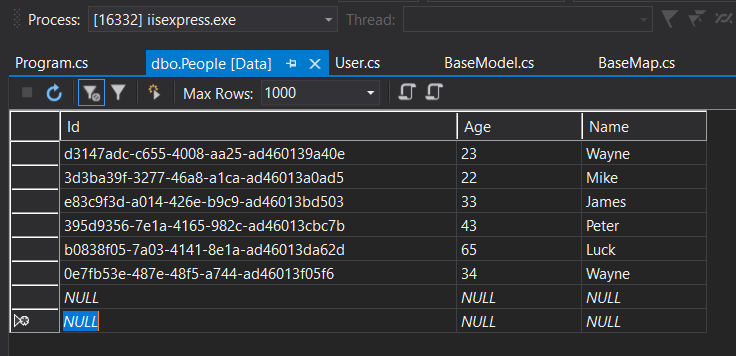 Process: [16332] iisexpress.exe Thread:
Program.cs dbo.People [Data] User.cs BaseModel.cs BaseMap.cs
Max Rows: 1000
Id Age Name
d3147adc-c655-4008-aa25-ad460139a40e 23 Wayne
3d3ba39f-3277-46a8-a1ca-ad46013a0ad5 22 Mike
e83c9f3d-a014-426e-b9c9-ad46013bd503 33 James
395d9356-7e1a-4165-982c-ad46013cbc7b 43 Peter
b0838f05-7a03-4141-8e1a-ad46013da62d 65 Luck
0e7fb53e-487e-48f5-a744-ad46013f05f6 34 Wayne
NULL NULL NULL
NULL NULL NULL